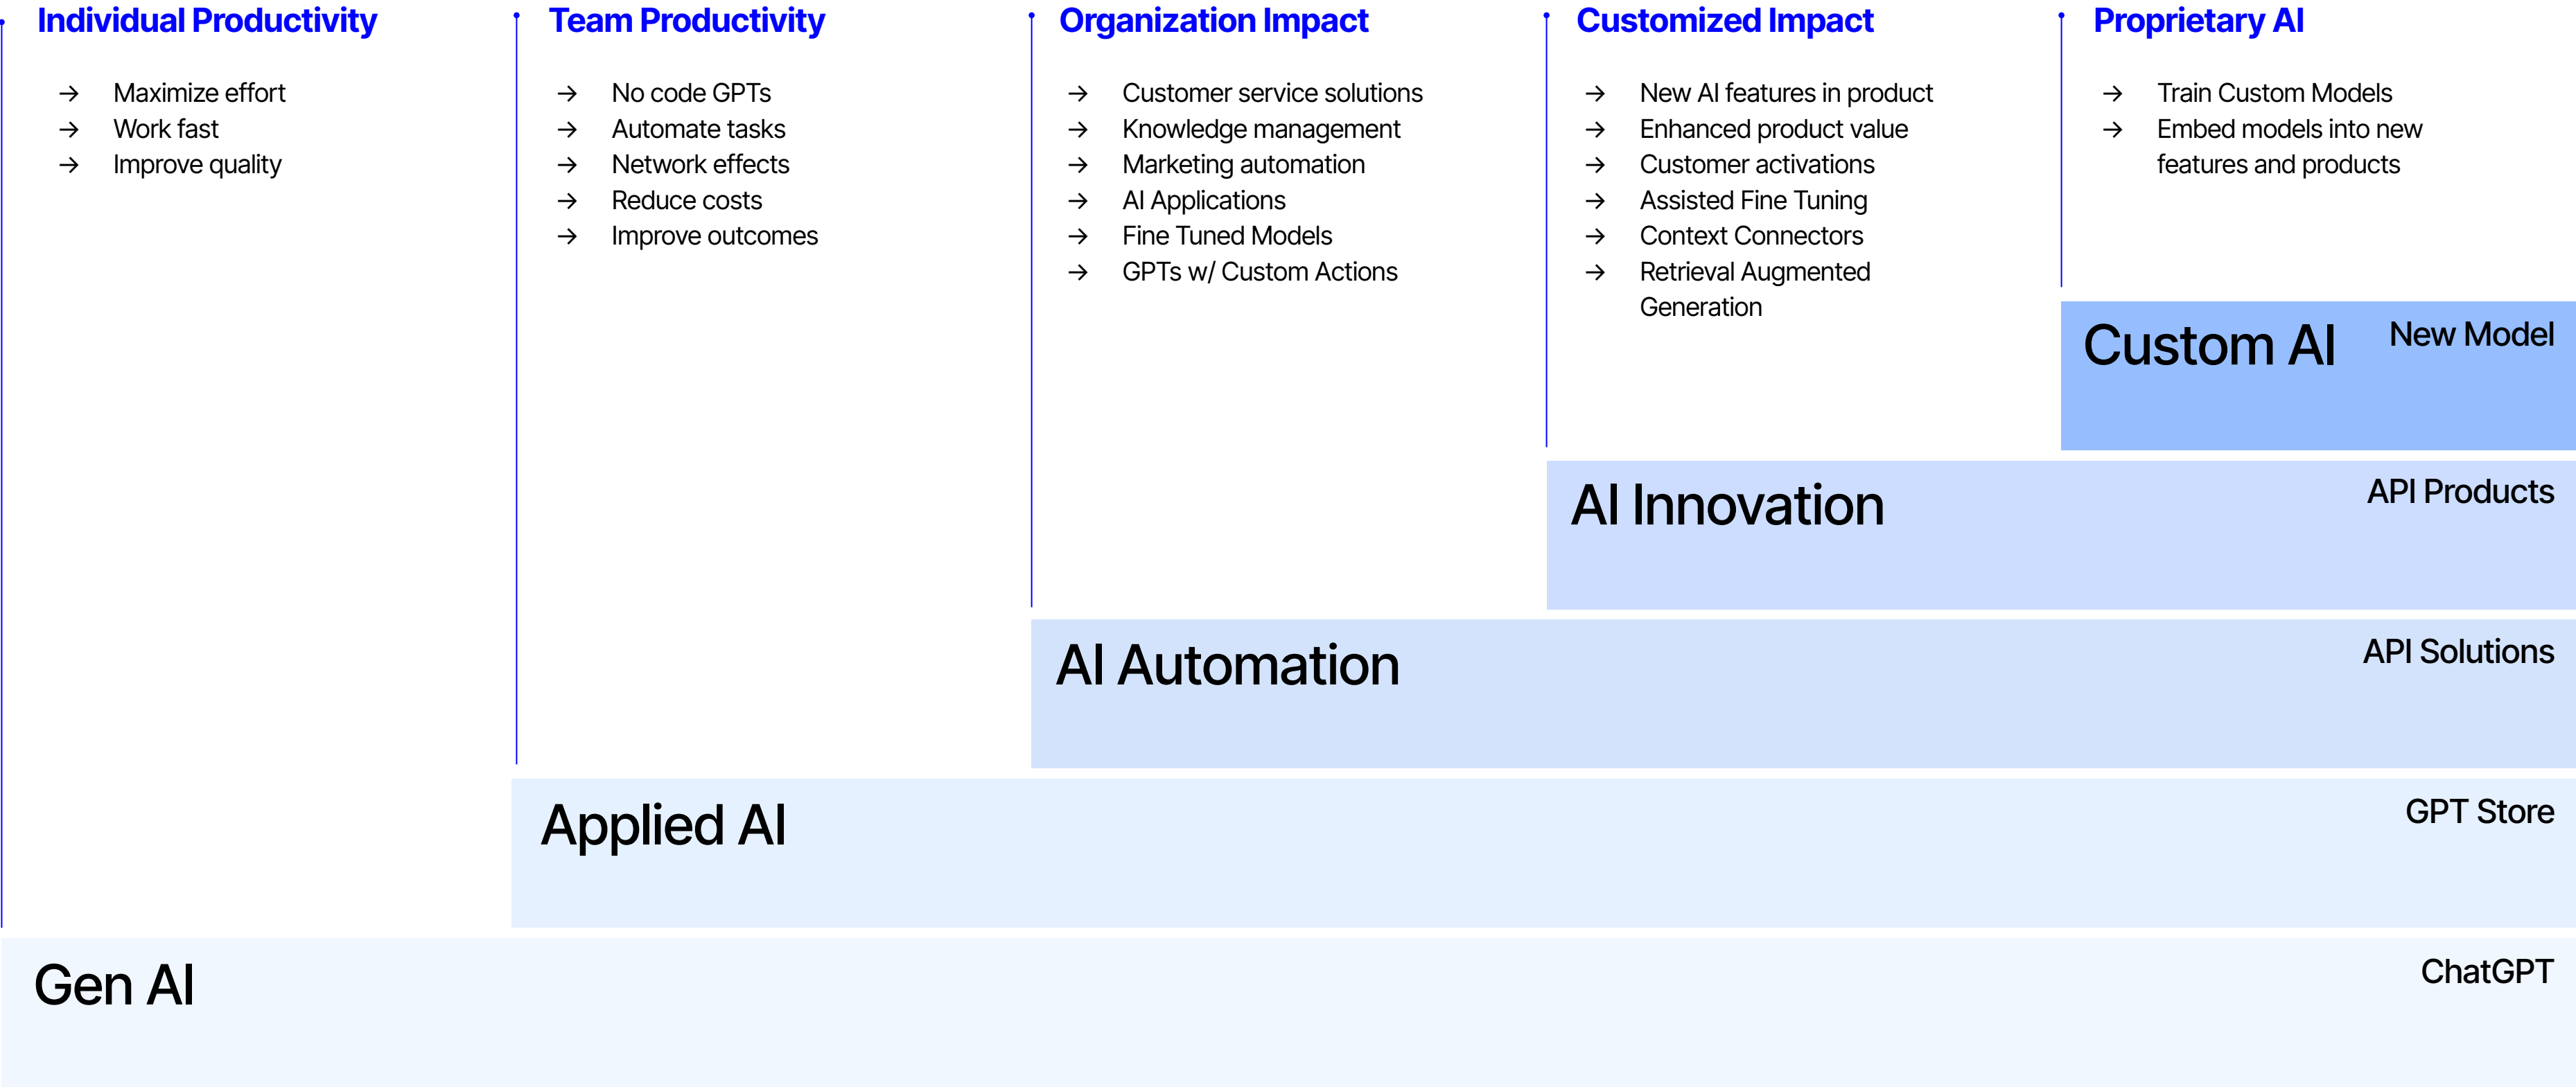 Individual Productivity
→ Maximize effort
→ Work fast
→ Improve quality
Team Productivity
→ No code GPTs
→ Automate tasks
→ Network effects
→ Reduce costs
→ Improve outcomes
Organization Impact
→ Customer service solutions
→ Knowledge management
→ Marketing automation
→ AI Applications
→ Fine Tuned Models
→ GPTs w/ Custom Actions
Customized Impact
→ New AI features in product
→ Enhanced product value
→ Customer activations
→ Assisted Fine Tuning
→ Context Connectors
→ Retrieval Augmented
Generation
Proprietary AI
→ Train Custom Models
→ Embed models into new
features and products
Custom AI
New Model
AI Innovation
API Products
AI Automation
API Solutions
Applied AI
GPT Store
Gen AI
ChatGPT